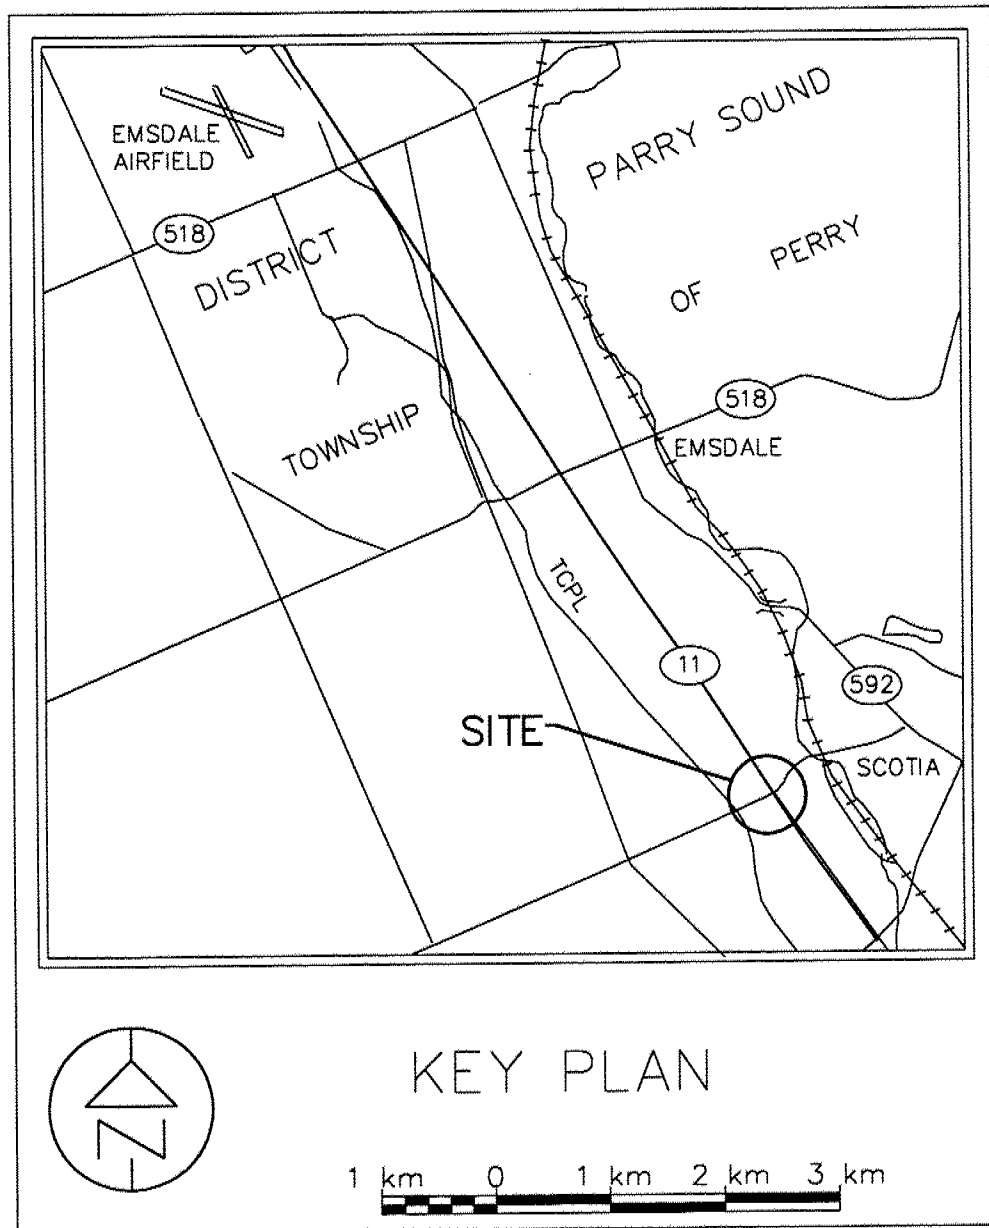 PARRY SOUND
EMSDALE
AIRFIELD
518
DISTRICT
OF PERRY
518
TOWNSHIP
EMSDALE
TCPL
11
592
SITE
SCOTIA
KEY PLAN
N
1 km 0 1 km 2 km 3 km